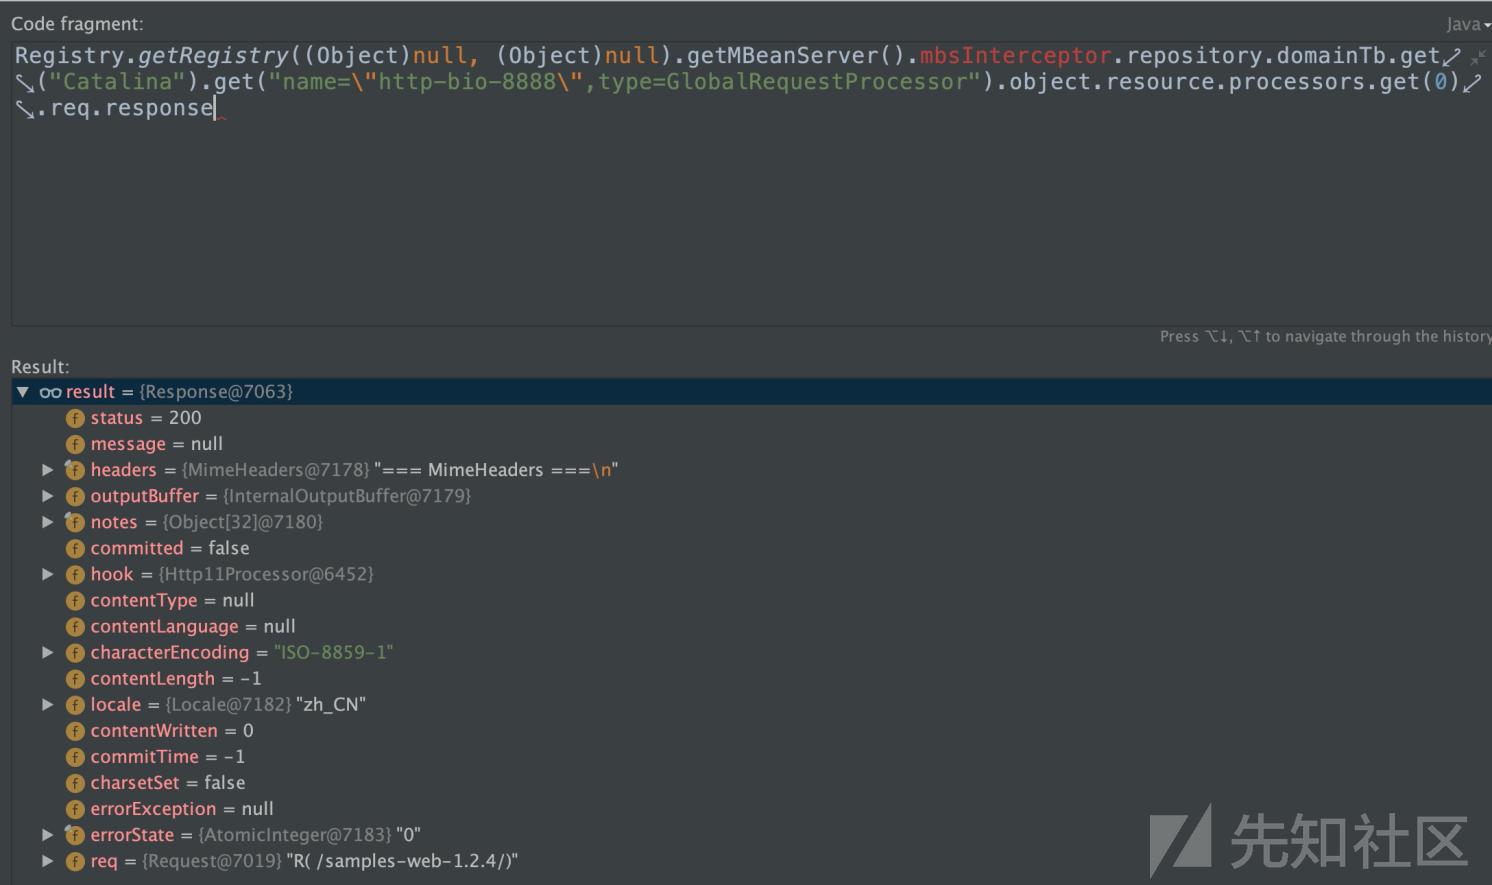 Code fragment:
Java
Registry.getRegistry((Object)null, (Object)null).getMBeanServer().mbsInterceptor.repository.domainTb.get
("Catalina").get("name=\"http-bio-8888\",type=GlobalRequestProcessor").object.resource.processors.get(0)
.req.response
Press ⌥↓, ⌥↑ to navigate through the history
Result:
result = {Response@7063}
status = 200
message = null
headers = {MimeHeaders@7178} "=== MimeHeaders ===\n"
outputBuffer = {InternalOutputBuffer@7179}
notes = {Object[32]@7180}
committed = false
hook = {Http11Processor@6452}
contentType = null
contentLanguage = null
characterEncoding = "ISO-8859-1"
contentLength = -1
locale = {Locale@7182} "zh_CN"
contentWritten = 0
commitTime = -1
charsetSet = false
errorException = null
errorState = {AtomicInteger@7183} "0"
req = {Request@7019} "R( /samples-web-1.2.4/)"
先知社区